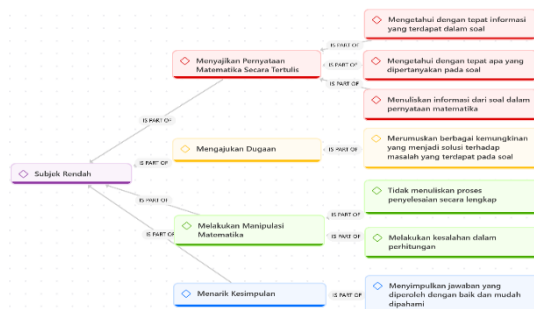 Mengetahui dengan tepat informasi
yang terdapat dalam soal
IS PART OF
Menyajikan Pernyataan
Matematika Secara Tertulis
IS PART OF
Mengetahui dengan tepat apa yang
dipertanyakan pada soal
IS PART OF
Menuliskan informasi dari soal dalam
pernyataan matematika
IS PART OF
Mengajukan Dugaan
IS PART OF
Merumuskan berbagai kemungkinan
yang menjadi solusi terhadap
masalah yang terdapat pada soal
IS PART OF
Subjek Rendah
Tidak menuliskan proses
penyelesaian secara lengkap
IS PART OF
IS PART OF
Melakukan Manipulasi
Matematika
IS PART OF
IS PART OF
Melakukan kesalahan dalam
perhitungan
Menarik Kesimpulan
IS PART OF
Menyimpulkan jawaban yang
diperoleh dengan baik dan mudah
dipahami